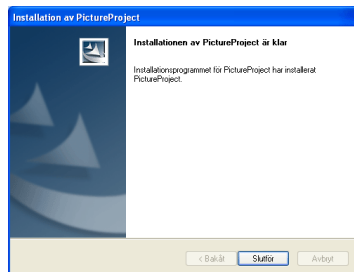 Installation av PictureProject
Installationen av PictureProject är klar
Installationsprogrammet för PictureProject har installerat
PictureProject.
< Bakåt
Slutför
Avbryt